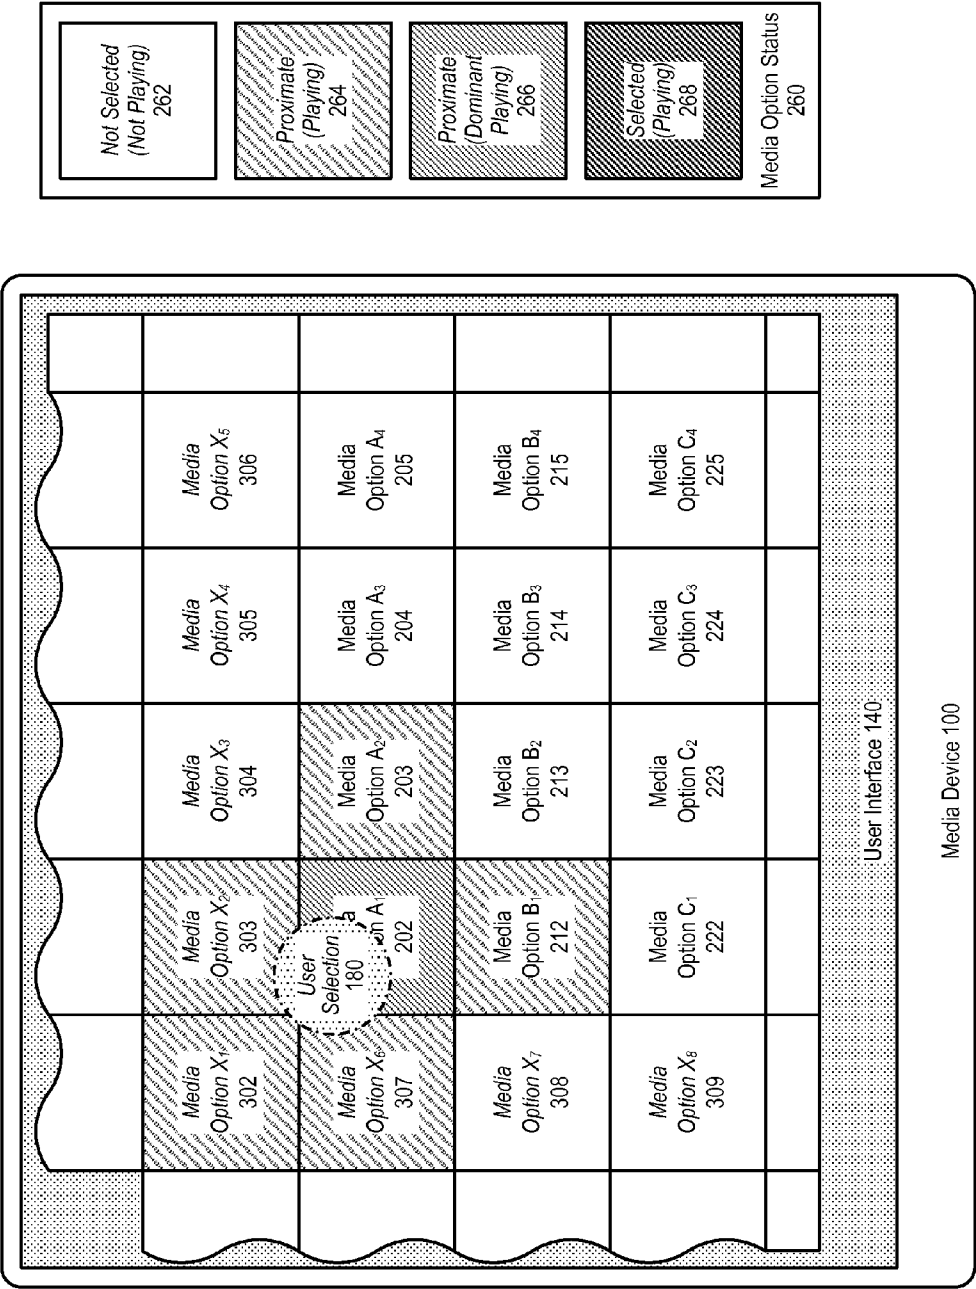 Media
Option X1
302
Media
Option X2
303
Media
Option X3
304
Media
Option X4
305
Media
Option X5
306
Media
Option X6
307
User
Selection
180
a
n A1
202
Media
Option A2
203
Media
Option A3
204
Media
Option A4
205
Media
Option X7
308
Media
Option B1
212
Media
Option B2
213
Media
Option B3
214
Media
Option B4
215
Media
Option X8
309
Media
Option C1
222
Media
Option C2
223
Media
Option C3
224
Media
Option C4
225
User Interface 140
Media Device 100
Not Selected
(Not Playing)
262
Proximate
(Playing)
264
Proximate
(Dominant
Playing)
266
Selected
(Playing)
268
Media Option Status
260